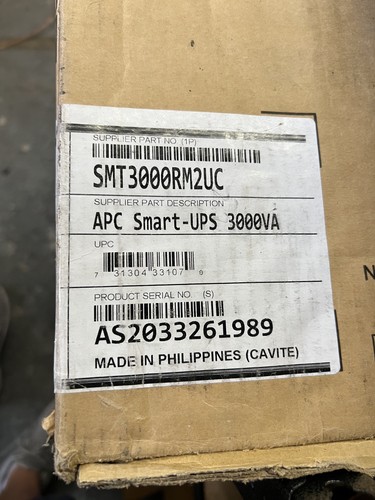 SUPPLIER PART NO. (1P)
SMT3000RM2UC
SUPPLIER PART DESCRIPTION
APC Smart-UPS 3000VA
UPC
7 31304 33107 9
PRODUCT SERIAL NO. (S)
AS2033261989
MADE IN PHILIPPINES (CAVITE)
N